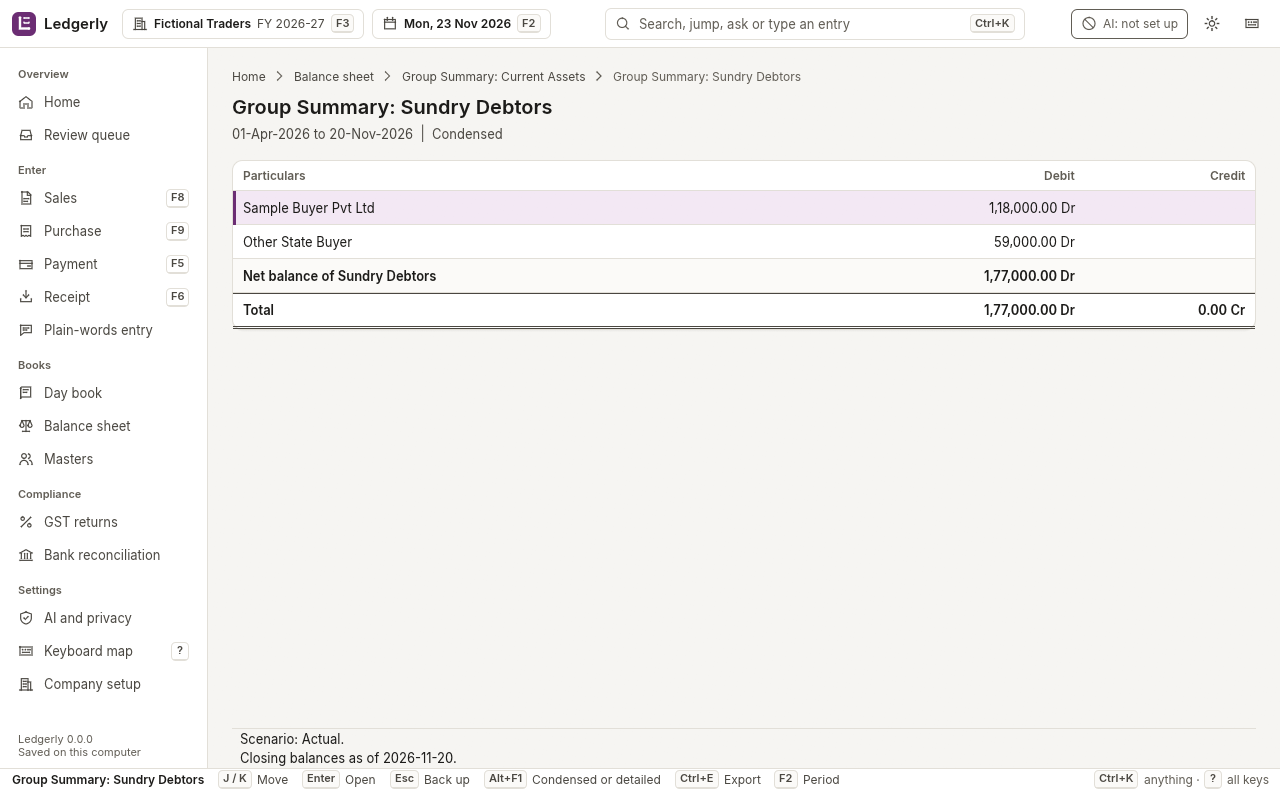 Ledgerly
Fictional Traders FY 2026-27 F3
Mon, 23 Nov 2026 F2
Search, jump, ask or type an entry Ctrl+K
AI: not set up
Overview
Home
Review queue
Enter
Sales F8
Purchase F9
Payment F5
Receipt F6
Plain-words entry
Books
Day book
Balance sheet
Masters
Compliance
GST returns
Bank reconciliation
Settings
AI and privacy
Keyboard map ?
Company setup
Ledgerly 0.0.0
Saved on this computer
Home > Balance sheet > Group Summary: Current Assets > Group Summary: Sundry Debtors
Group Summary: Sundry Debtors
01-Apr-2026 to 20-Nov-2026 | Condensed
Particulars Debit Credit
Sample Buyer Pvt Ltd 1,18,000.00 Dr
Other State Buyer 59,000.00 Dr
Net balance of Sundry Debtors 1,77,000.00 Dr
Total 1,77,000.00 Dr 0.00 Cr
Scenario: Actual.
Closing balances as of 2026-11-20.
Group Summary: Sundry Debtors J / K Move Enter Open Esc Back up Alt+F1 Condensed or detailed Ctrl+E Export F2 Period Ctrl+K anything · ? all keys